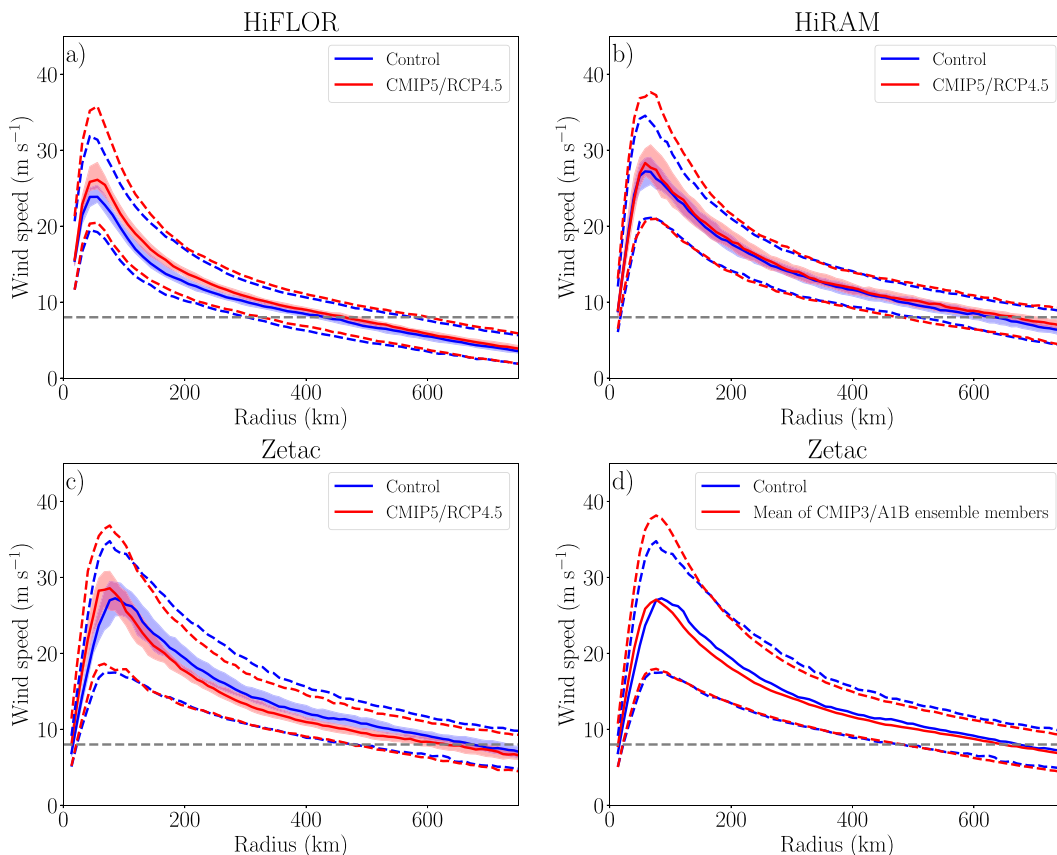 HiFLOR
a)
Control
CMIP5/RCP4.5
Wind speed (m s⁻¹)
40
30
20
10
0
0 200 400 600
Radius (km)
HiRAM
b)
Control
CMIP5/RCP4.5
Wind speed (m s⁻¹)
40
30
20
10
0
0 200 400 600
Radius (km)
Zetac
c)
Control
CMIP5/RCP4.5
Wind speed (m s⁻¹)
40
30
20
10
0
0 200 400 600
Radius (km)
Zetac
d)
Control
Mean of CMIP3/A1B ensemble members
Wind speed (m s⁻¹)
40
30
20
10
0
0 200 400 600
Radius (km)